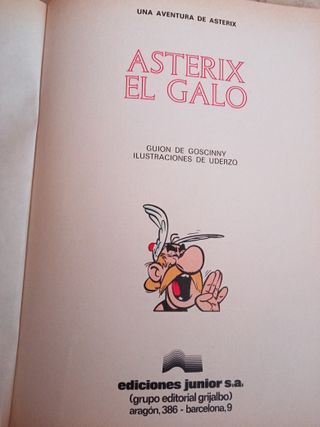 UNA AVENTURA DE ASTERIX
ASTERIX
EL GALO
GUION DE GOSCINNY
ILUSTRACIONES DE UDERZO
ediciones junior s.a.
(grupo editorial grijalbo)
aragón, 386 - barcelona, 9